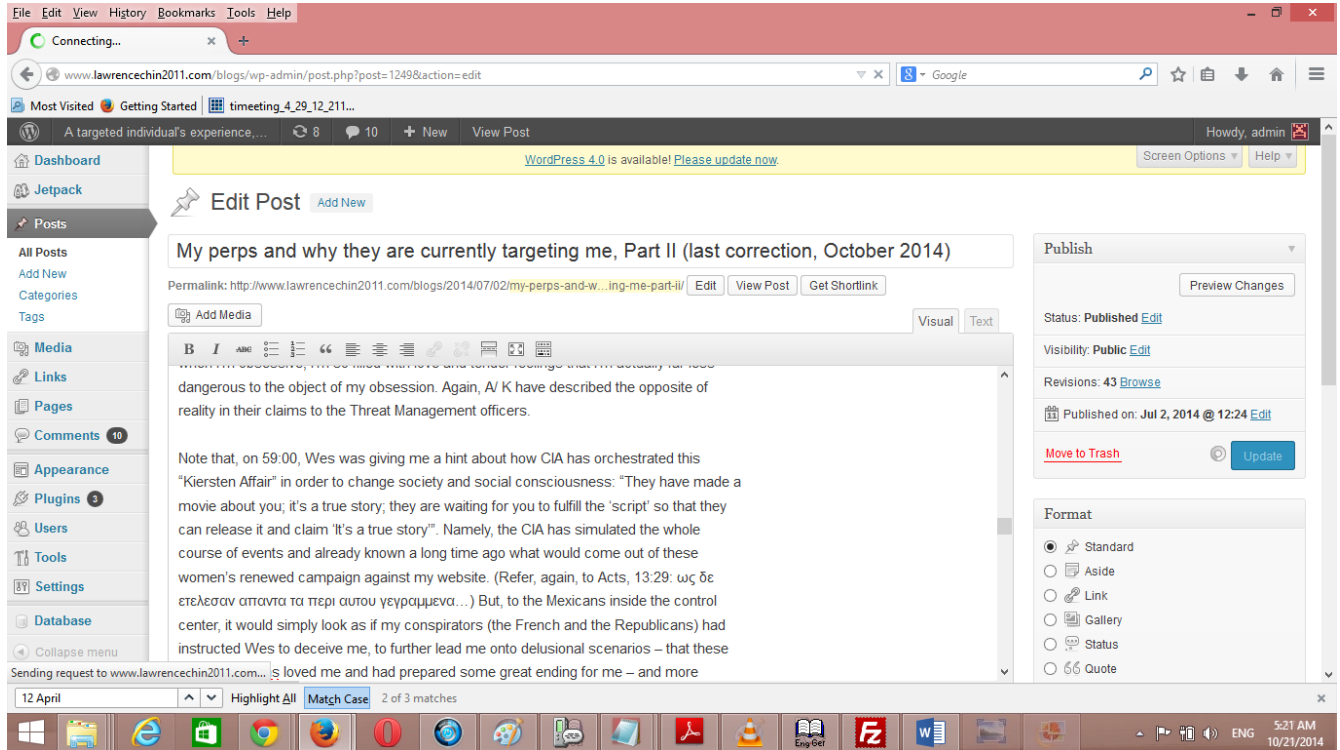 File Edit View History Bookmarks Tools Help
Connecting...
www.lawrencechin2011.com/blogs/wp-admin/post.php?post=1249&action=edit
Google
Most Visited Getting Started timeeting_4_29_12_211...
A targeted individual's experience,... 8 10 + New View Post Howdy, admin
WordPress 4.0 is available! Please update now.
Screen Options Help
Dashboard
Jetpack
Posts
All Posts
Add New
Categories
Tags
Media
Links
Pages
Comments 10
Appearance
Plugins 3
Users
Tools
Settings
Database
Collapse menu
Edit Post Add New
My perps and why they are currently targeting me, Part II (last correction, October 2014)
Permalink: http://www.lawrencechin2011.com/blogs/2014/07/02/my-perps-and-w...ing-me-part-ii/ Edit View Post Get Shortlink
Add Media
Visual Text
B I ABC
when I'm obsessive, I'm so filled with love and tender feelings that I'm actually far less
dangerous to the object of my obsession. Again, A/ K have described the opposite of
reality in their claims to the Threat Management officers.
Note that, on 59:00, Wes was giving me a hint about how CIA has orchestrated this
“Kiersten Affair” in order to change society and social consciousness: “They have made a
movie about you; it's a true story; they are waiting for you to fulfill the ‘script’ so that they
can release it and claim ‘It's a true story’”. Namely, the CIA has simulated the whole
course of events and already known a long time ago what would come out of these
women's renewed campaign against my website. (Refer, again, to Acts, 13:29: ως δε
ετελεσαν απαντα τα περι αυτου γεγραμμενα…) But, to the Mexicans inside the control
center, it would simply look as if my conspirators (the French and the Republicans) had
instructed Wes to deceive me, to further lead me onto delusional scenarios – that these
s loved me and had prepared some great ending for me – and more
Publish
Preview Changes
Status: Published Edit
Visibility: Public Edit
Revisions: 43 Browse
Published on: Jul 2, 2014 @ 12:24 Edit
Move to Trash Update
Format
Standard
Aside
Link
Gallery
Status
Quote
Sending request to www.lawrencechin2011.com...
12 April Highlight All Match Case 2 of 3 matches
Eng-Ger
ENG 5:21 AM
10/21/2014